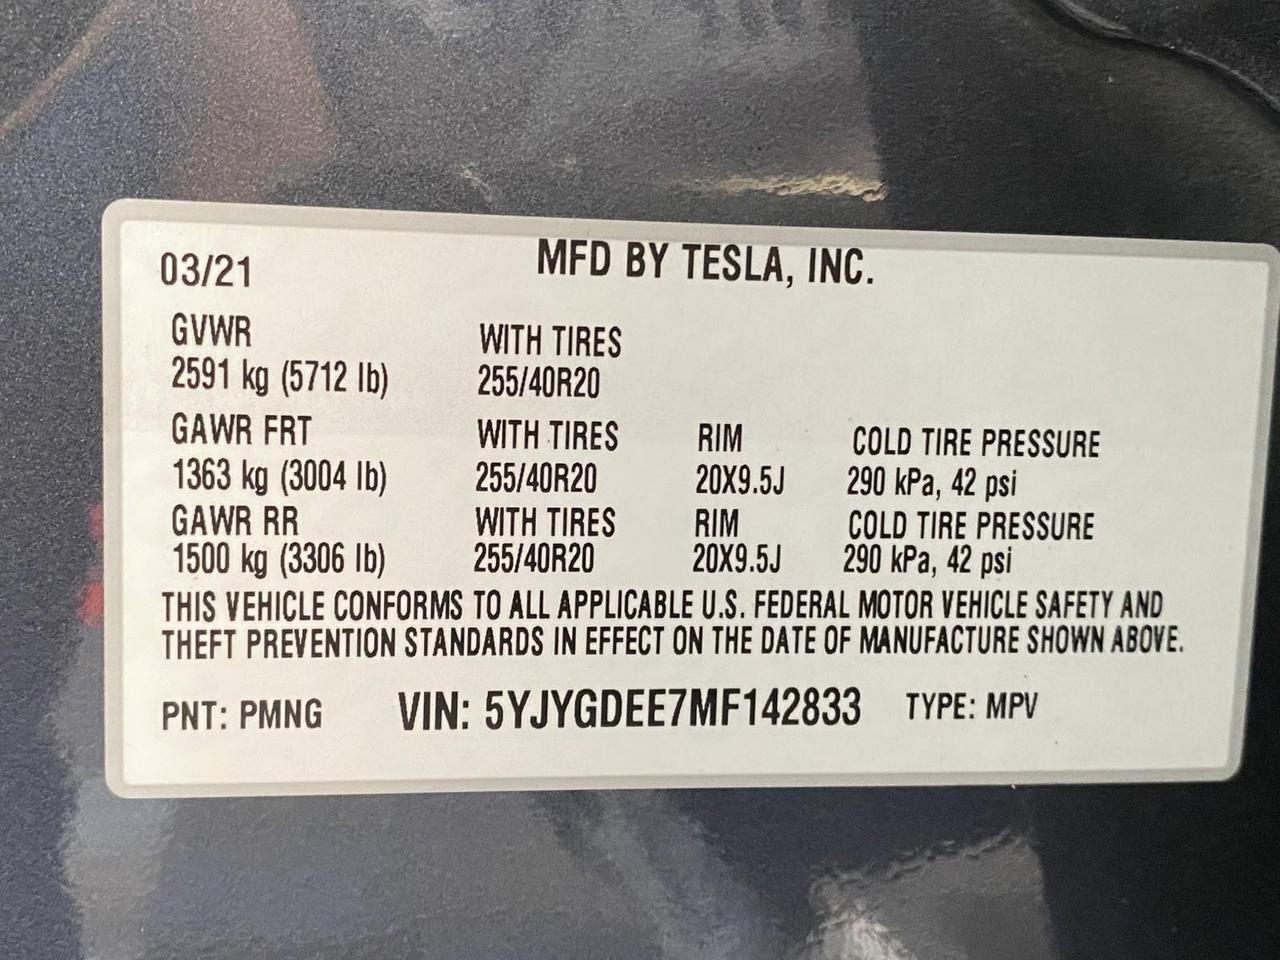 03/21 MFD BY TESLA, INC.
GVWR WITH TIRES
2591 kg (5712 lb) 255/40R20
GAWR FRT WITH TIRES RIM COLD TIRE PRESSURE
1363 kg (3004 lb) 255/40R20 20X9.5J 290 kPa, 42 psi
GAWR RR WITH TIRES RIM COLD TIRE PRESSURE
1500 kg (3306 lb) 255/40R20 20X9.5J 290 kPa, 42 psi
THIS VEHICLE CONFORMS TO ALL APPLICABLE U.S. FEDERAL MOTOR VEHICLE SAFETY AND
THEFT PREVENTION STANDARDS IN EFFECT ON THE DATE OF MANUFACTURE SHOWN ABOVE.
PNT: PMNG VIN: 5YJYGDEE7MF142833 TYPE: MPV